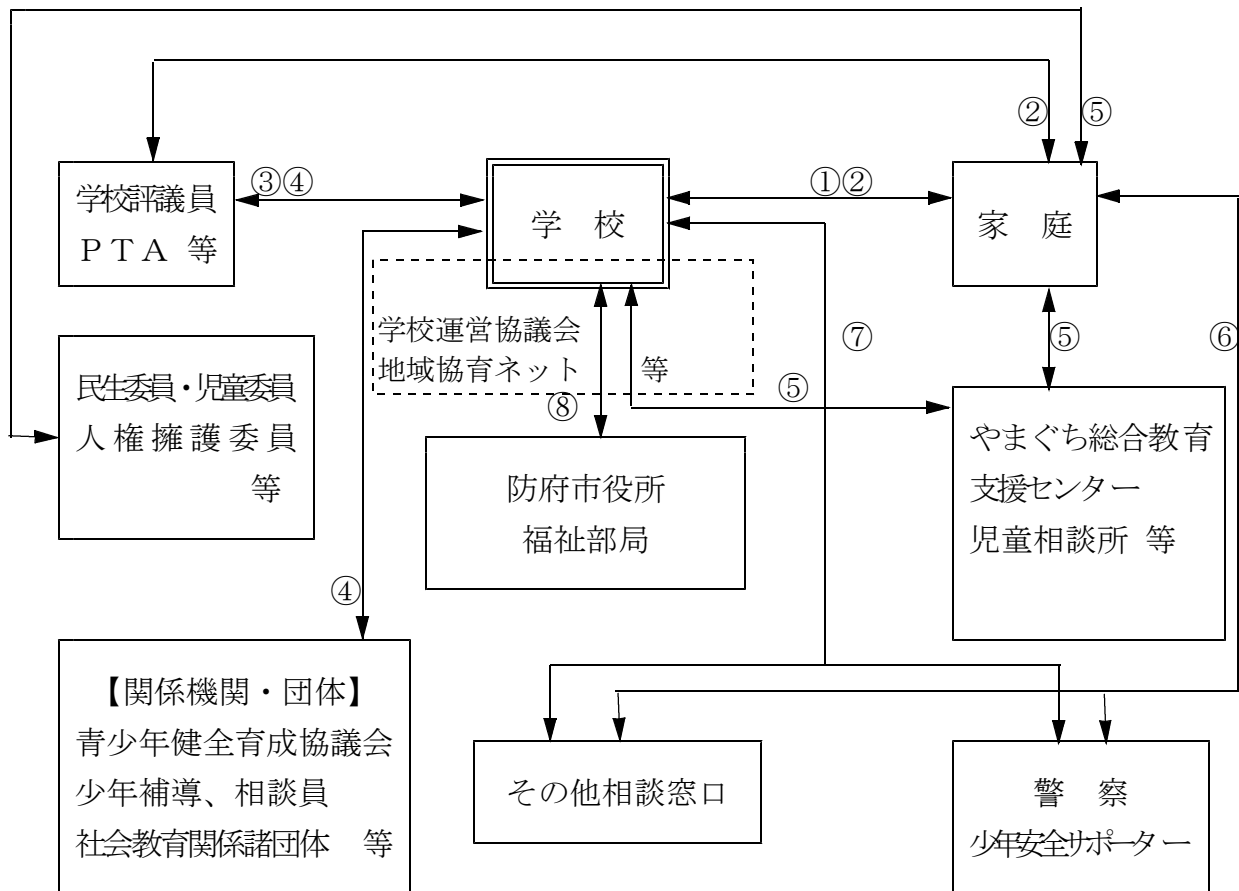 ② ⑤
学校評議員
ＰＴＡ 等
③④
学 校
①②
家 庭
学校運営協議会
地域協育ネット 等
⑦
⑤
⑥
民生委員・児童委員
人権擁護委員
等
⑧
⑤
防府市役所
福祉部局
やまぐち総合教育
支援センター
児童相談所 等
④
【関係機関・団体】
青少年健全育成協議会
少年補導、相談員
社会教育関係諸団体 等
その他相談窓口
警 察
少年安全サポーター